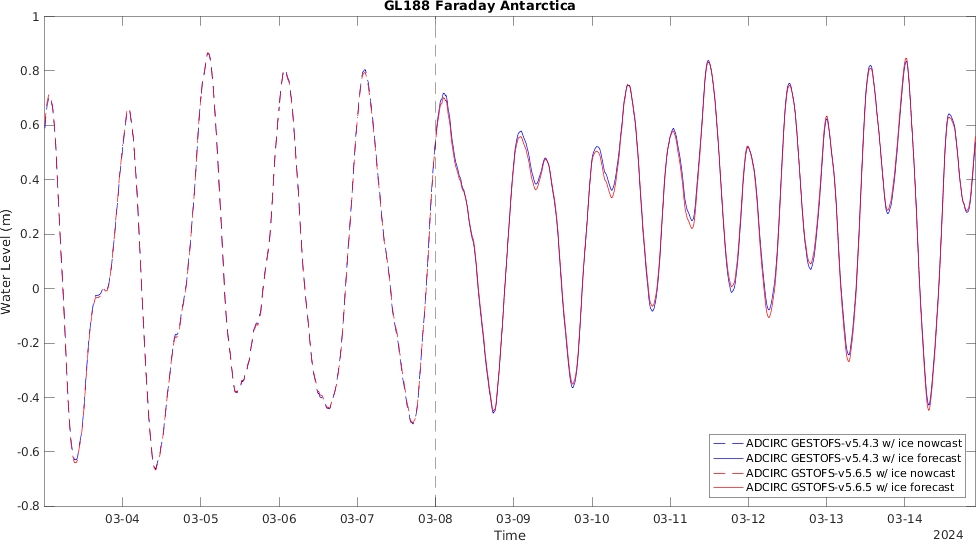 GL188 Faraday Antarctica
1
0.8
0.6
0.4
0.2
0
-0.2
-0.4
-0.6
-0.8
Water Level (m)
ADCIRC GESTOFS-v5.4.3 w/ ice nowcast
ADCIRC GESTOFS-v5.4.3 w/ ice forecast
ADCIRC GSTOFS-v5.6.5 w/ ice nowcast
ADCIRC GSTOFS-v5.6.5 w/ ice forecast
03-04 03-05 03-06 03-07 03-08 03-09 03-10 03-11 03-12 03-13 03-14
Time
2024